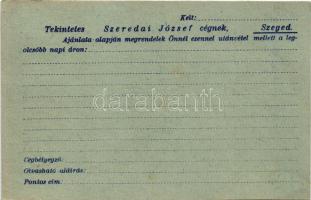 Kelt:
Tekintetes Szeredai József cégnek, Szeged.
Ajánlata alapján megrendelek Önnél ezennel utánvétel mellett a leg-
olcsóbb napi áron:
darabanth
Cégbélyegző:
Olvasható aláírás:
Pontos cím: